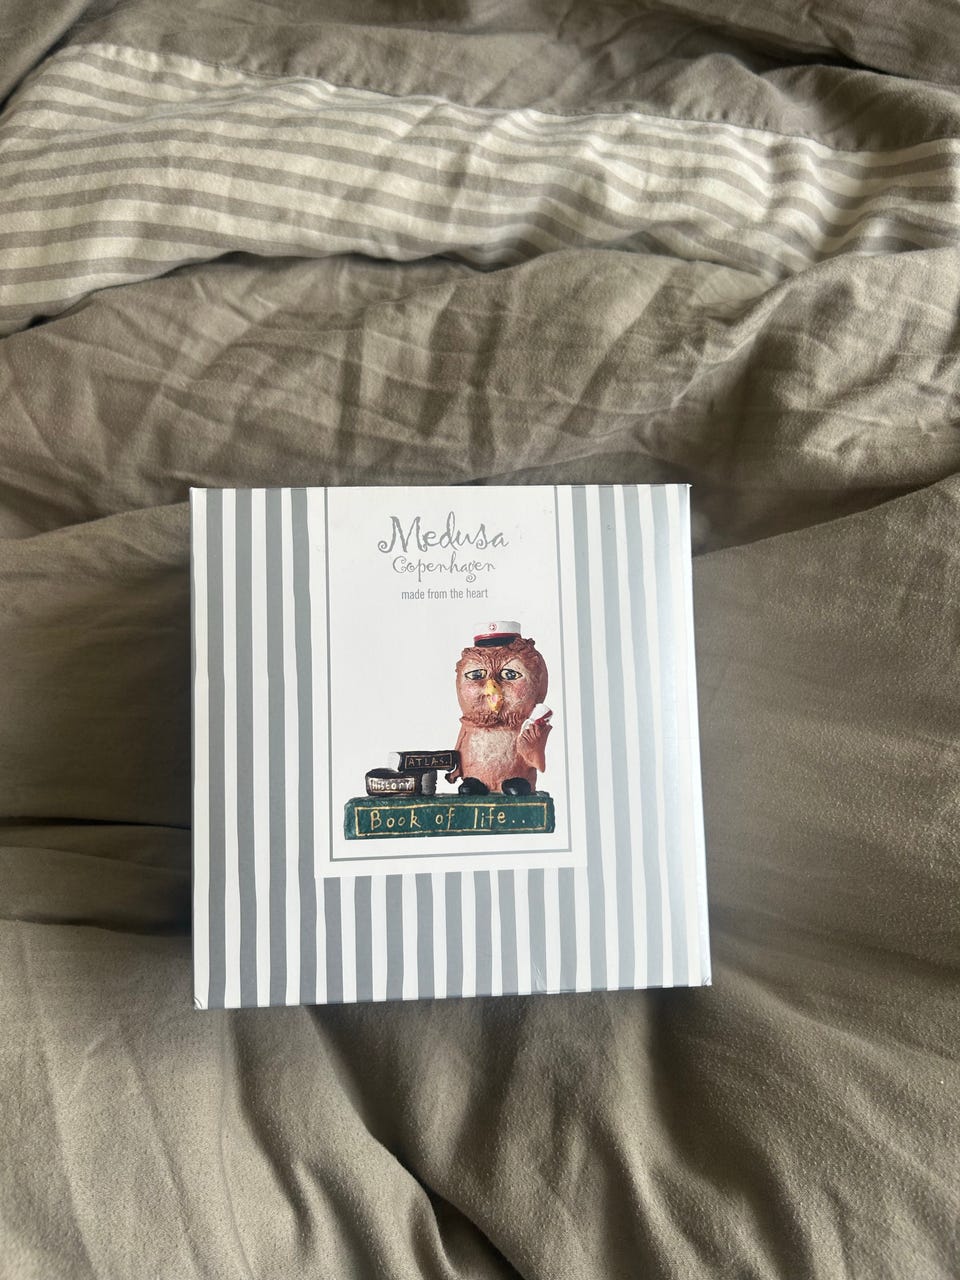 Medusa
Copenhagen
made from the heart
ATLAS.
HISTORY
Book of life..